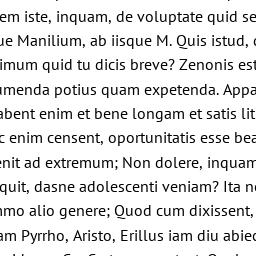 em iste, inquam, de voluptate quid se
ue Manilium, ab iisque M. Quis istud,
imum quid tu dicis breve? Zenonis est
umenda potius quam expetenda. Appa
abent enim et bene longam et satis lit
c enim censent, oportunitatis esse bea
enit ad extremum; Non dolere, inquam
quit, dasne adolescenti veniam? Ita ne
mmo alio genere; Quod cum dixissent,
am Pyrrho, Aristo, Erillus iam diu abiec